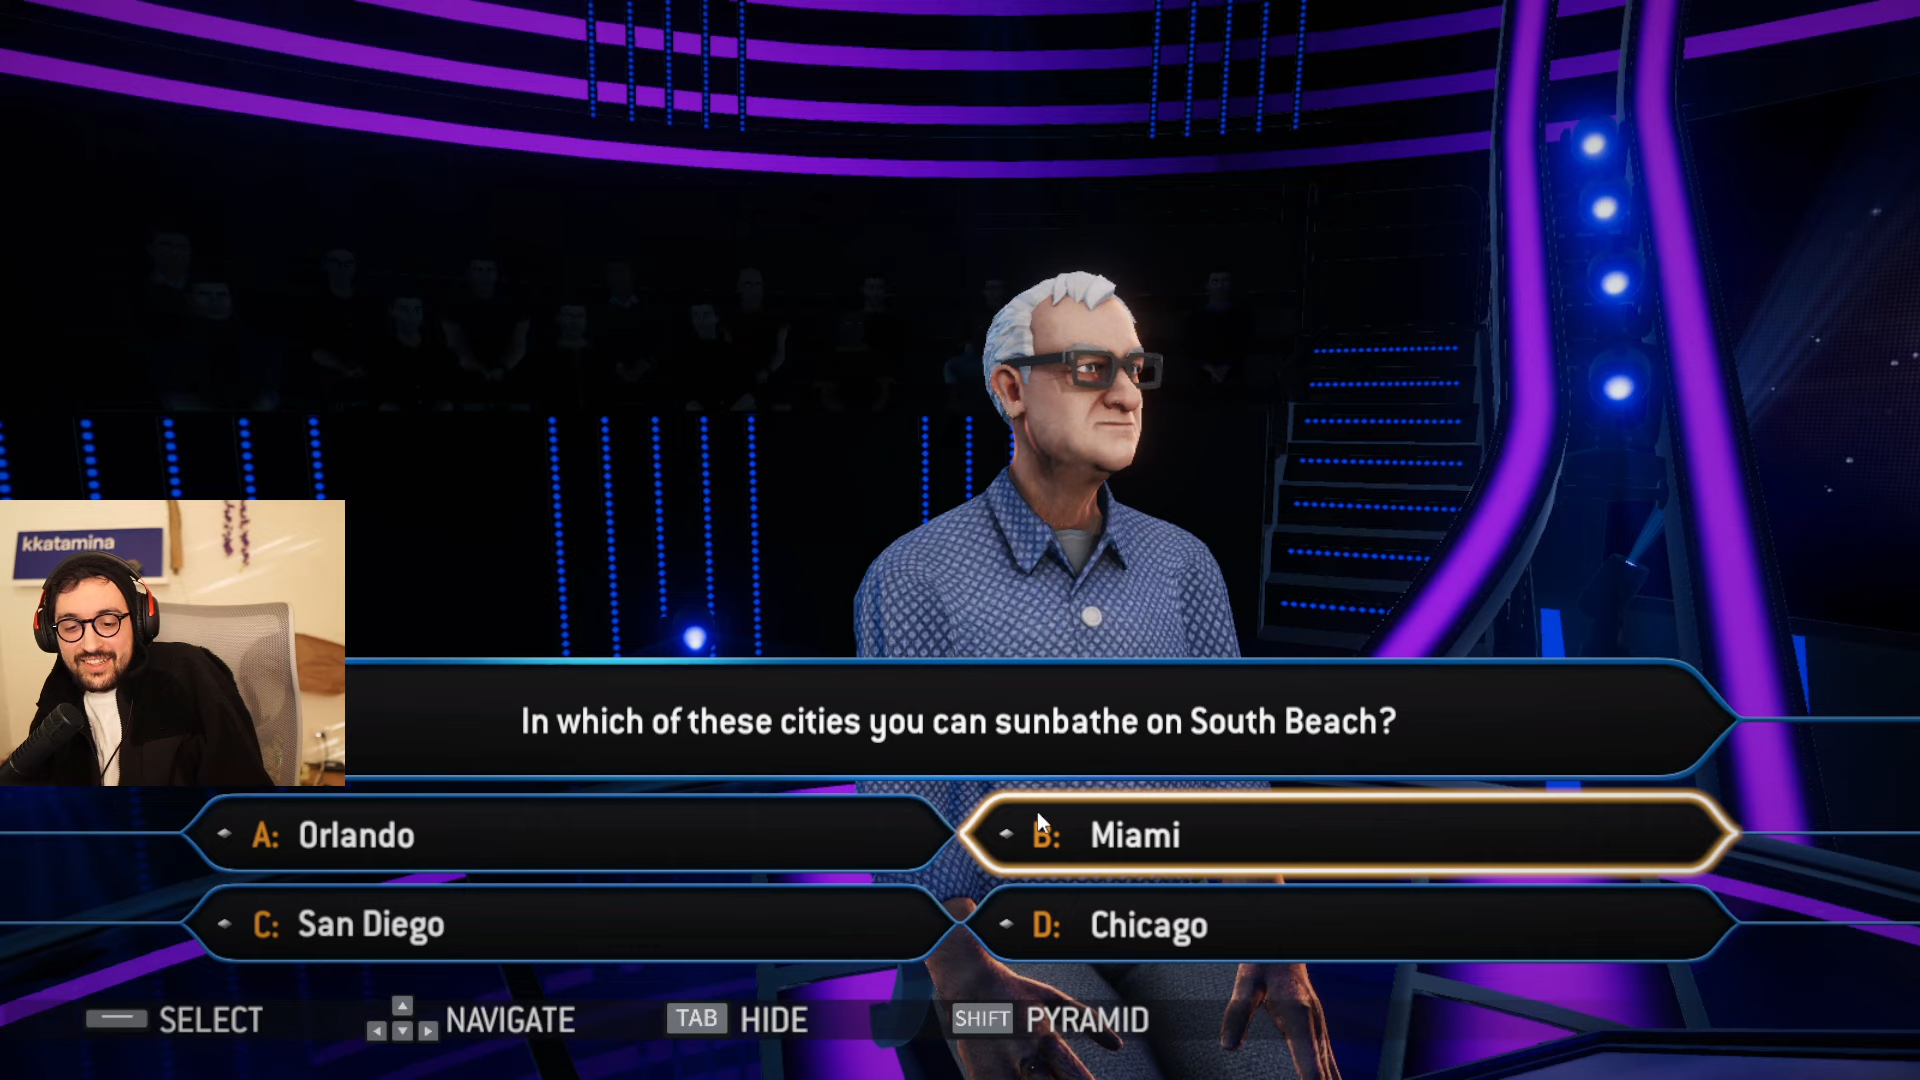 kkatamina
In which of these cities you can sunbathe on South Beach?
A: Orlando
B: Miami
C: San Diego
D: Chicago
SELECT
NAVIGATE
TAB HIDE
SHIFT PYRAMID